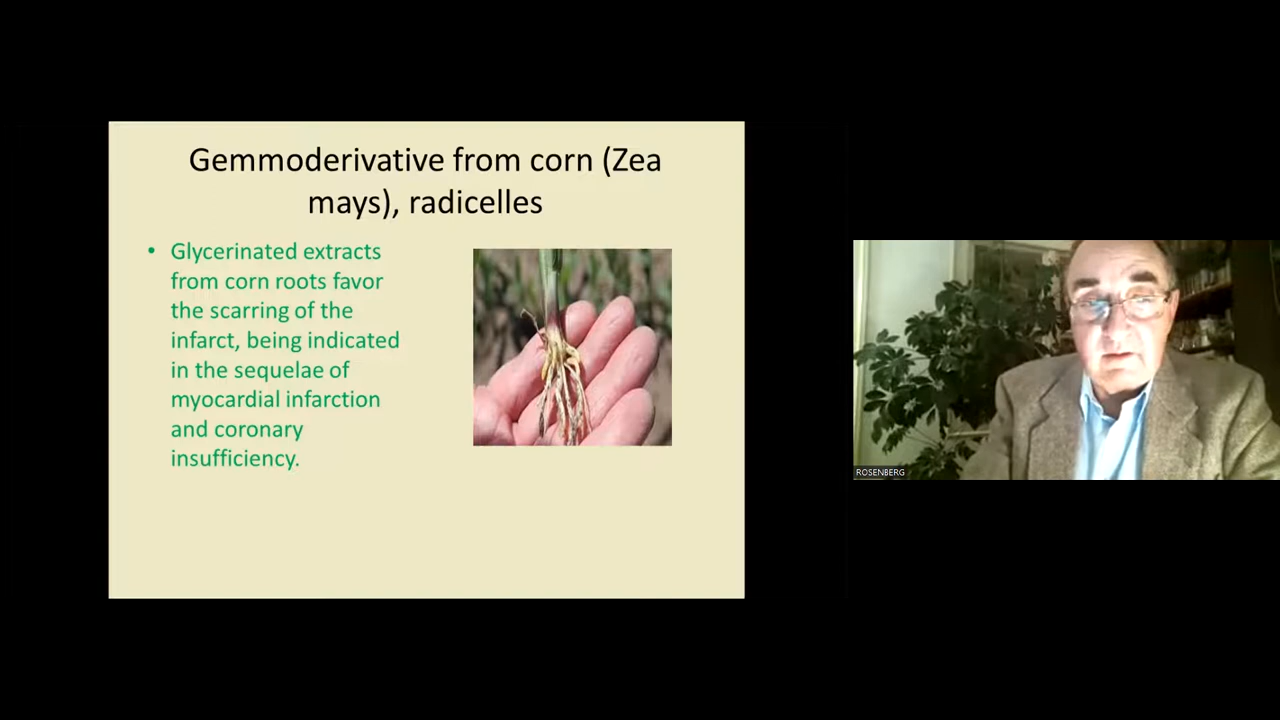 Gemmoderivative from corn (Zea
mays), radicelles
• Glycerinated extracts
from corn roots favor
the scarring of the
infarct, being indicated
in the sequelae of
myocardial infarction
and coronary
insufficiency.
ROSENBERG